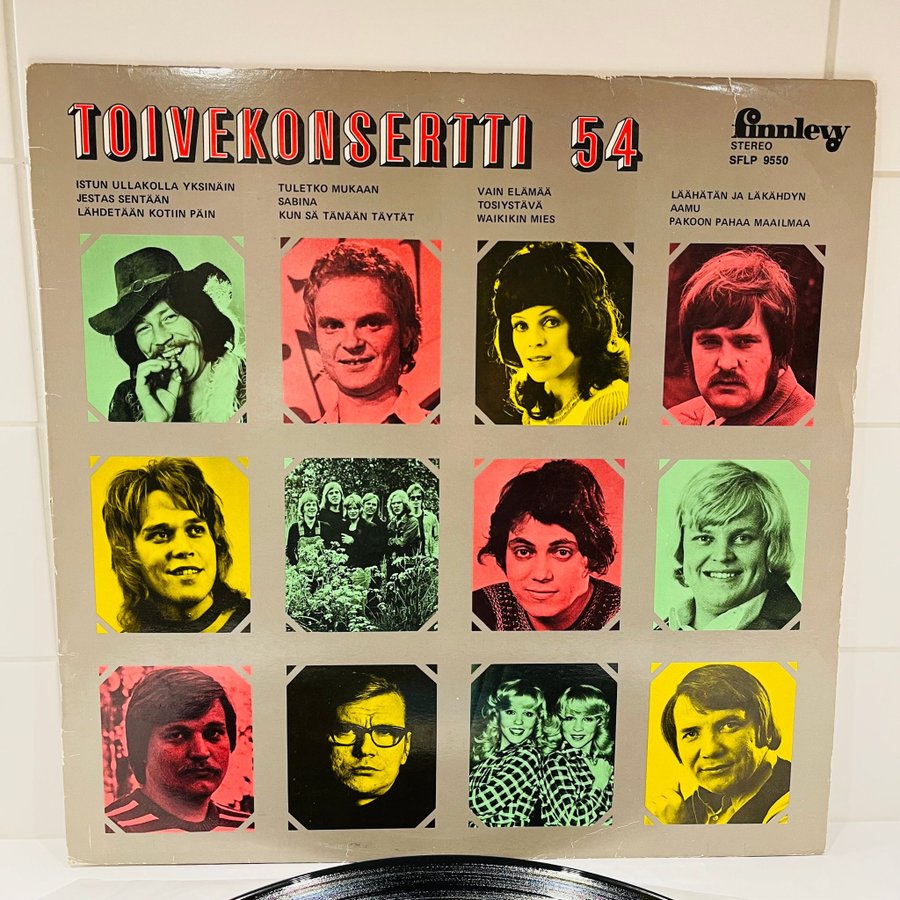 TOIVEKONSERTTI 54
finnlevy
STEREO
SFLP 9550
ISTUN ULLAKOLLA YKSINÄIN
JESTAS SENTÄÄN
LÄHDETÄÄN KOTIIN PÄIN
TULETKO MUKAAN
SABINA
KUN SÄ TÄNÄÄN TÄYTÄT
VAIN ELÄMÄÄ
TOSIYSTÄVÄ
WAIKIKIN MIES
LÄÄHÄTÄN JA LÄKÄHDYN
AAMU
PAKOON PAHAA MAAILMAA